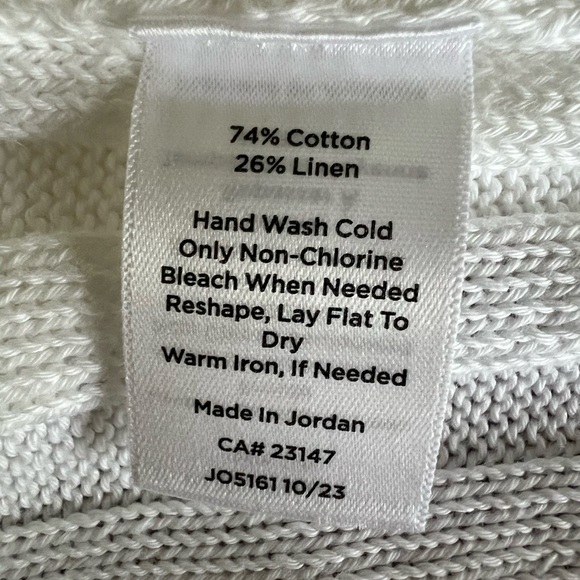 74% Cotton
26% Linen
Hand Wash Cold
Only Non-Chlorine
Bleach When Needed
Reshape, Lay Flat To
Dry
Warm Iron, If Needed
Made In Jordan
CA# 23147
JO5161 10/23